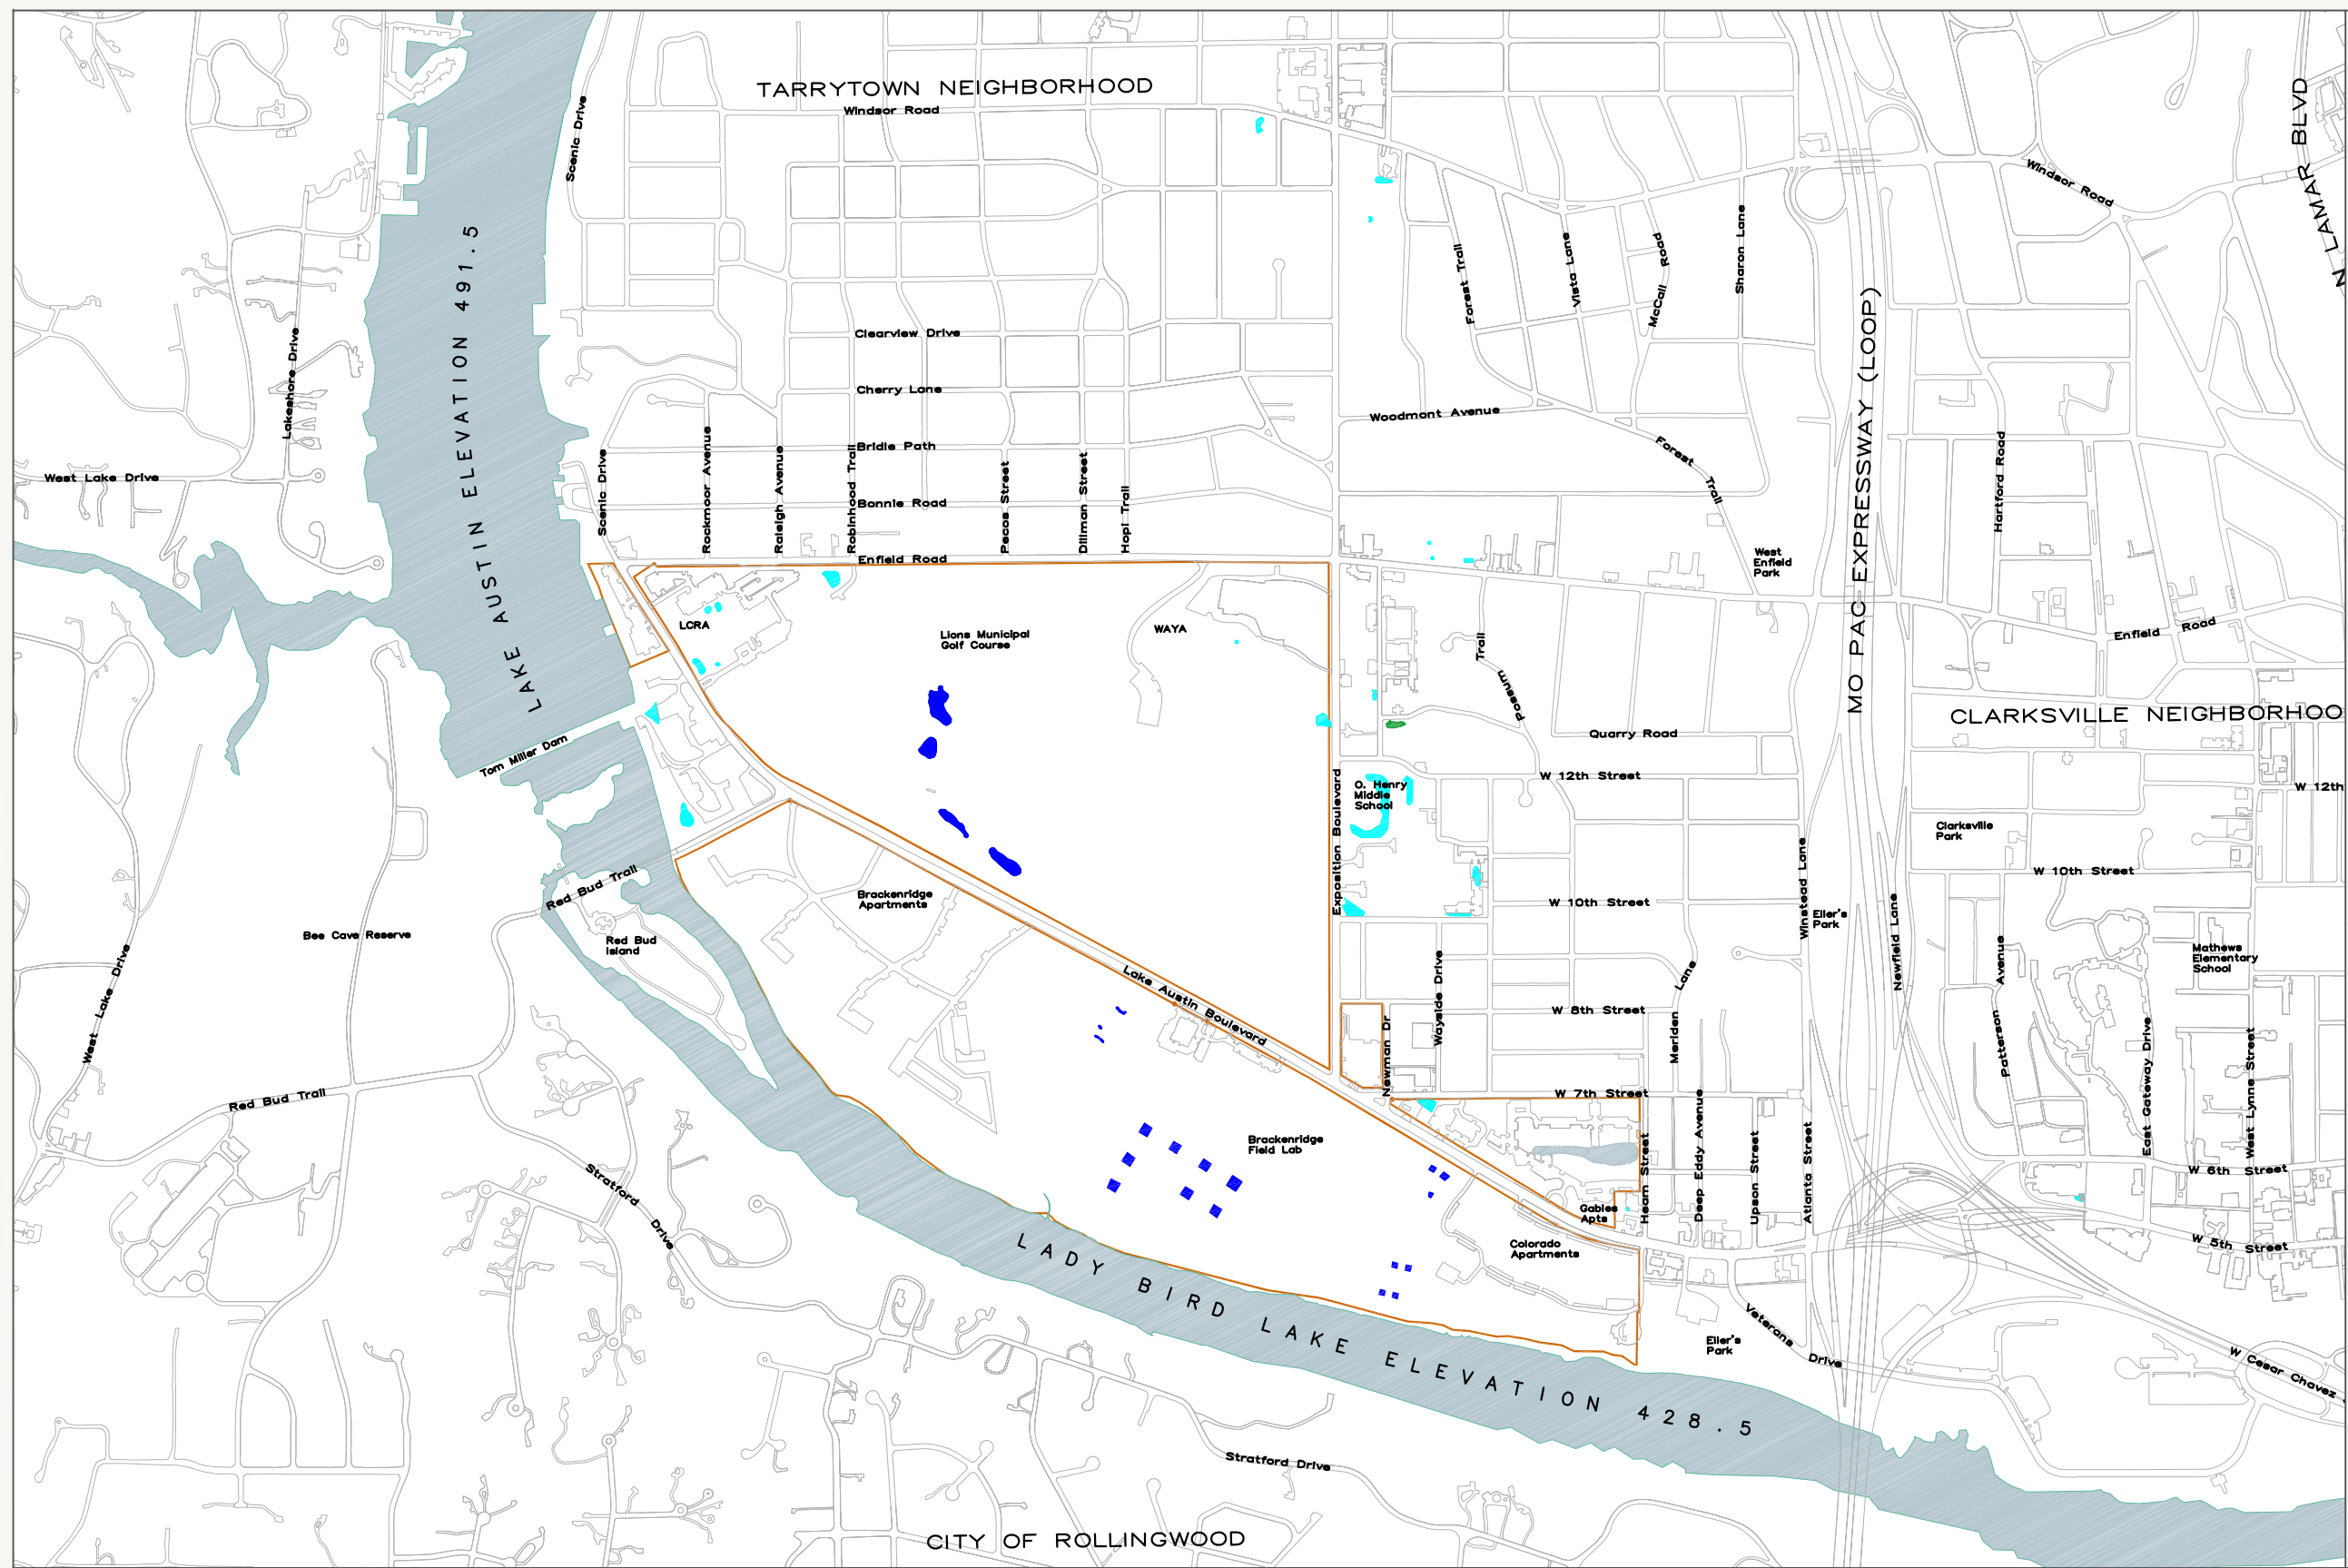 TARRYTOWN NEIGHBORHOOD
Windsor Road
Scenic Drive
N LAMAR BLVD
Windsor Road
LAKE AUSTIN ELEVATION 491.5
Forest Trail
Vista Lane
McCall Road
Sharon Lane
MO PAC EXPRESSWAY (LOOP)
Lakeshore Drive
Clearview Drive
Cherry Lane
Woodmont Avenue
Bridle Path
Forest Trail
Hartford Road
West Lake Drive
Scenic Drive
Rockmoor Avenue
Raleigh Avenue
Robinhood Trail
Bonnie Road
Pecos Street
Dillman Street
Hopi Trail
Enfield Road
West
Enfield
Park
LCRA
Lions Municipal
Golf Course
WAYA
Possum Trail
Enfield Road
CLARKSVILLE NEIGHBORHOO
Tom Miller Dam
Quarry Road
W 12th Street
W 12th
O. Henry
Middle
School
Exposition Boulevard
Clarksville
Park
Winstead Lane
W 10th Street
Red Bud Trail
Brackenridge
Apartments
W 10th Street
Eller's
Park
Newfield Lane
Bee Cave Reserve
Red Bud
Island
West Lake Drive
Lake Austin Boulevard
Wayside Drive
Meriden Lane
Patterson Avenue
Mathews
Elementary
School
W 8th Street
Newman Dr
East Gateway Drive
West Lynne Street
Red Bud Trail
W 7th Street
Brackenridge
Field Lab
Hearn Street
Deep Eddy Avenue
Upson Street
Atlanta Street
W 6th Street
Stratford Drive
Gables
Apts
Colorado
Apartments
W 5th Street
LADY BIRD LAKE ELEVATION 428.5
Eller's
Park
Veterans Drive
W Cesar Chavez
Stratford Drive
CITY OF ROLLINGWOOD